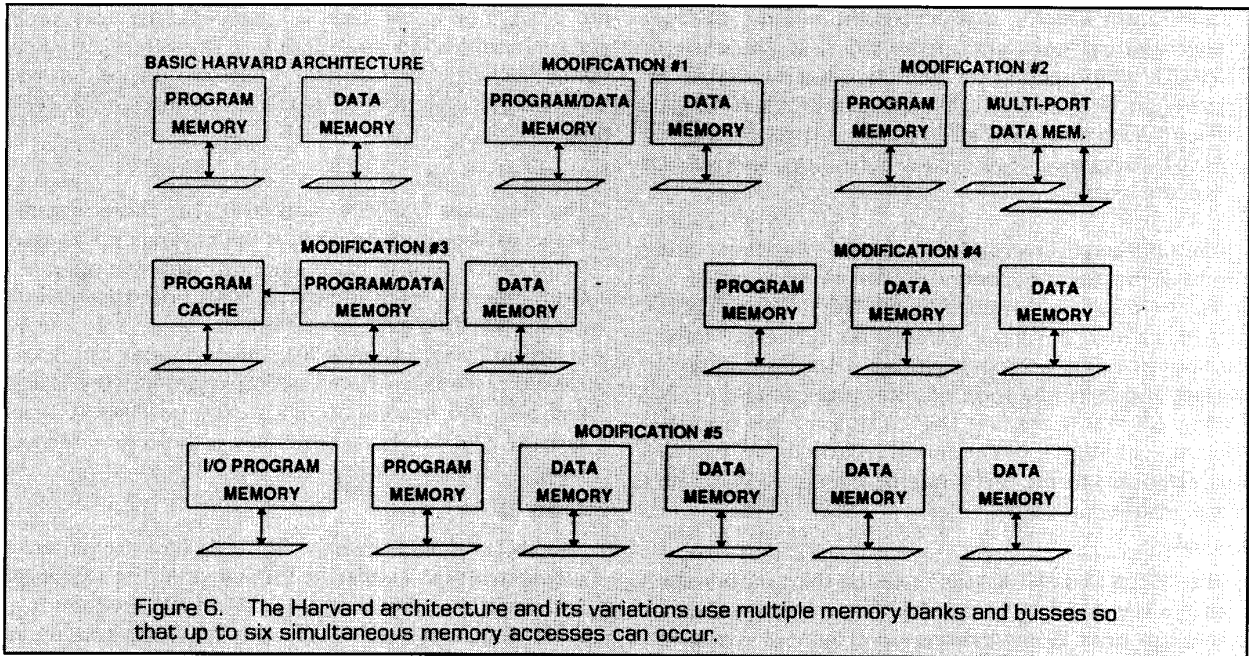 BASIC HARVARD ARCHITECTURE
PROGRAM
MEMORY
DATA
MEMORY
MODIFICATION #1
PROGRAM/DATA
MEMORY
DATA
MEMORY
MODIFICATION #2
PROGRAM
MEMORY
MULTI-PORT
DATA MEM.
MODIFICATION #3
PROGRAM
CACHE
PROGRAM/DATA
MEMORY
DATA
MEMORY
MODIFICATION #4
PROGRAM
MEMORY
DATA
MEMORY
DATA
MEMORY
MODIFICATION #5
I/O PROGRAM
MEMORY
PROGRAM
MEMORY
DATA
MEMORY
DATA
MEMORY
DATA
MEMORY
DATA
MEMORY
Figure 6. The Harvard architecture and its variations use multiple memory banks and busses so
that up to six simultaneous memory accesses can occur.